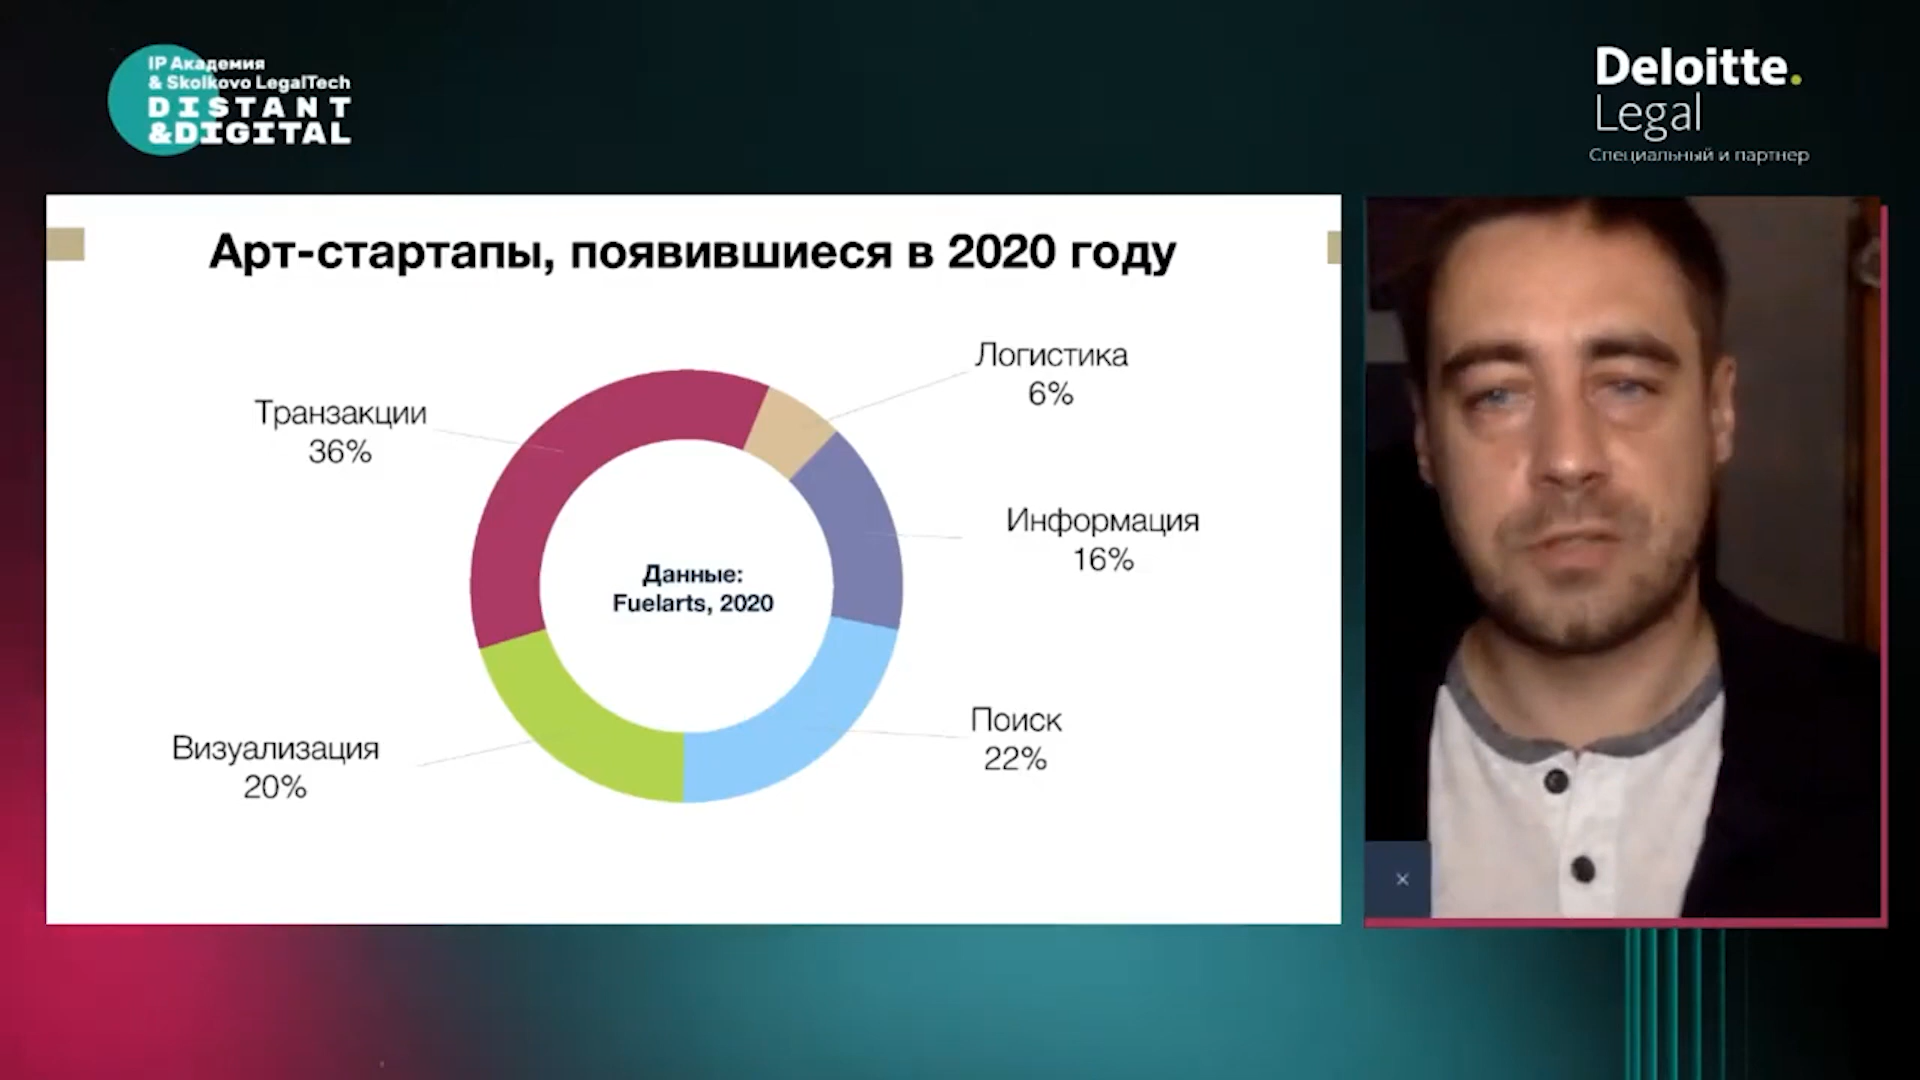 IP Академия
& Skolkovo LegalTech
DISTANT
&DIGITAL
Deloitte.
Legal
Специальный и партнер
Арт-стартапы, появившиеся в 2020 году
Логистика
6%
Транзакции
36%
Информация
16%
Данные:
Fuelarts, 2020
Поиск
22%
Визуализация
20%